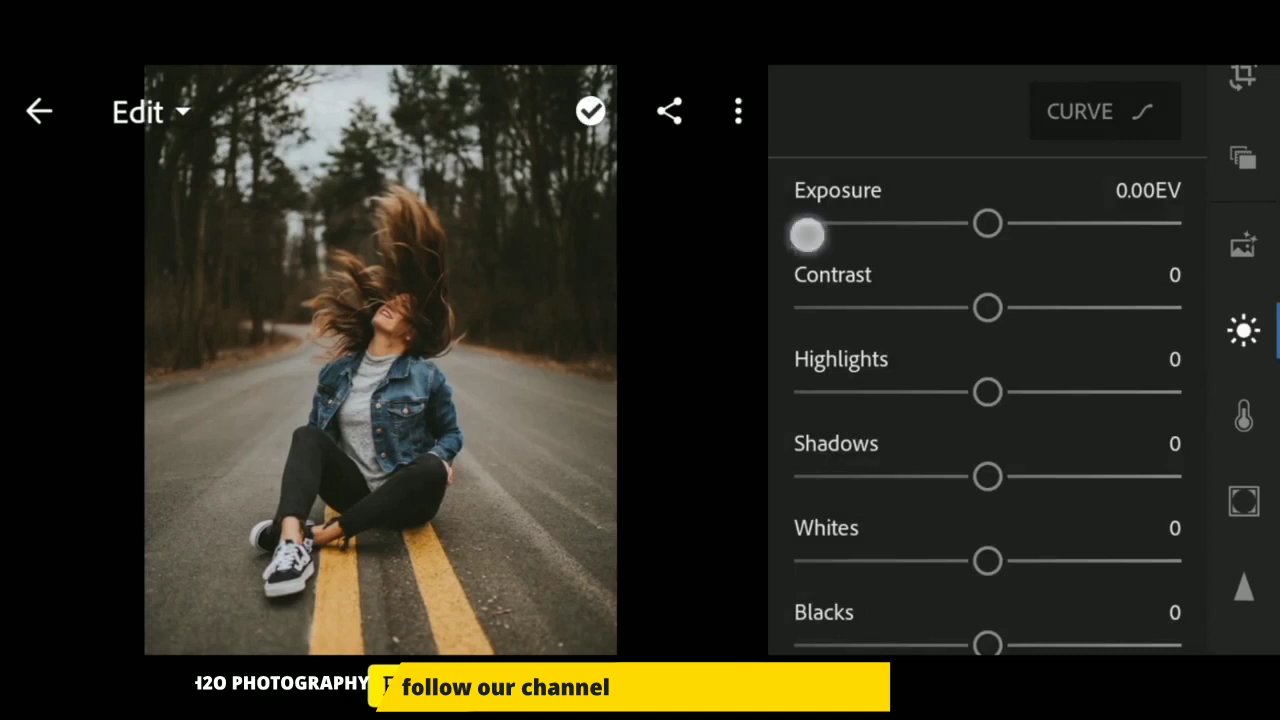 Edit
CURVE
Exposure 0.00EV
Contrast 0
Highlights 0
Shadows 0
Whites 0
Blacks 0
H2O PHOTOGRAPHY
follow our channel